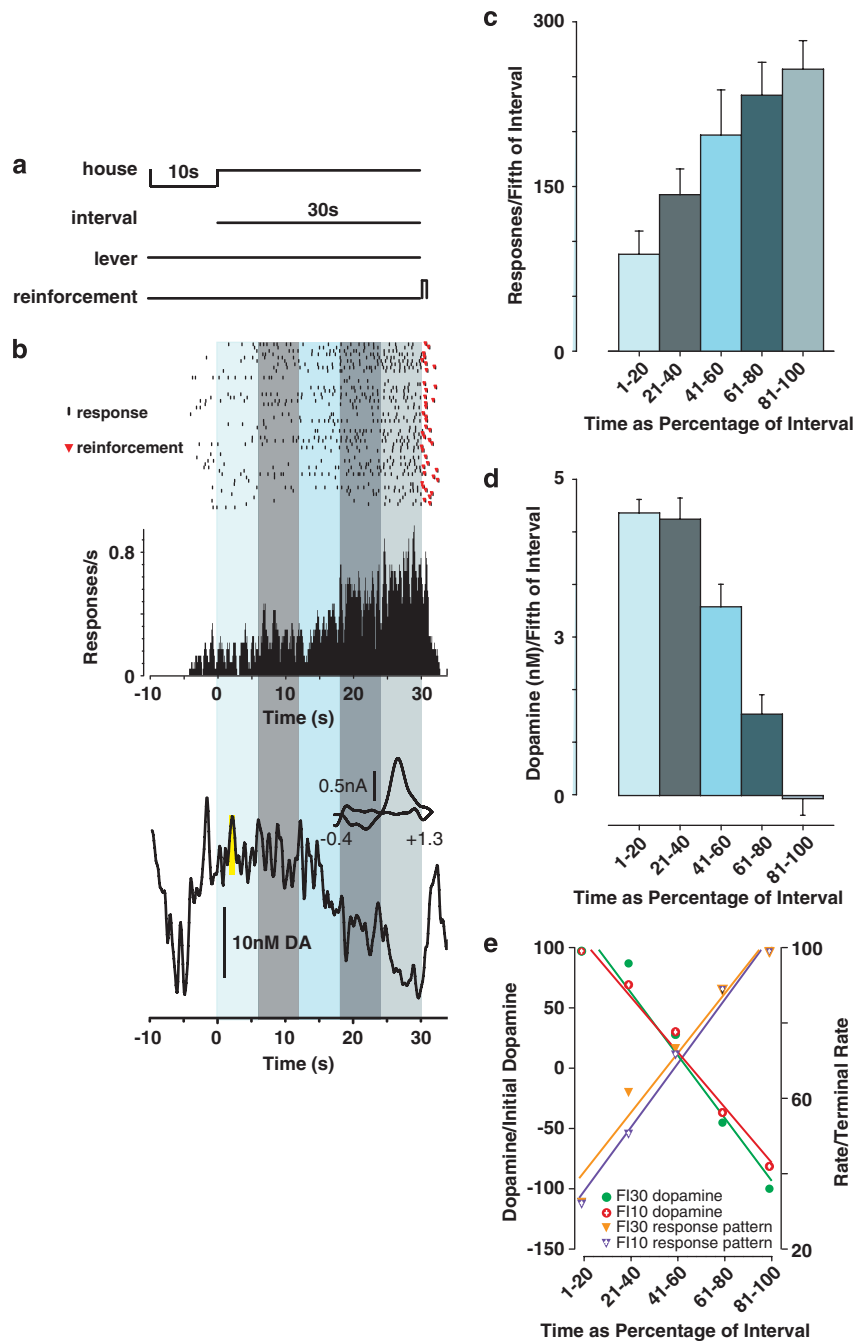 a
house
10s
interval
30s
lever
reinforcement
b
response
reinforcement
Responses/s
0.8
0
-10 0 10 20 30
Time (s)
0.5nA
-0.4 +1.3
10nM DA
-10 0 10 20 30
Time (s)
c
Resposnes/Fifth of Interval
300
150
0
1-20 21-40 41-60 61-80 81-100
Time as Percentage of Interval
d
Dopamine (nM)/Fifth of Interval
5
3
0
1-20 21-40 41-60 61-80 81-100
Time as Percentage of Interval
e
Dopamine/Initial Dopamine
100
50
0
-50
-100
-150
Rate/Terminal Rate
100
60
20
FI30 dopamine
FI10 dopamine
FI30 response pattern
FI10 response pattern
1-20 21-40 41-60 61-80 81-100
Time as Percentage of Interval